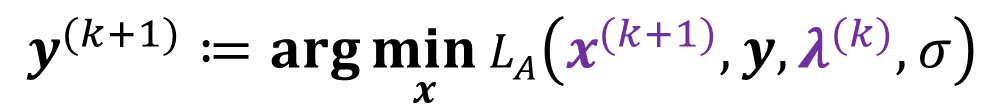 y^(k+1) := arg min_x L_A(x^(k+1), y, λ^(k), σ)